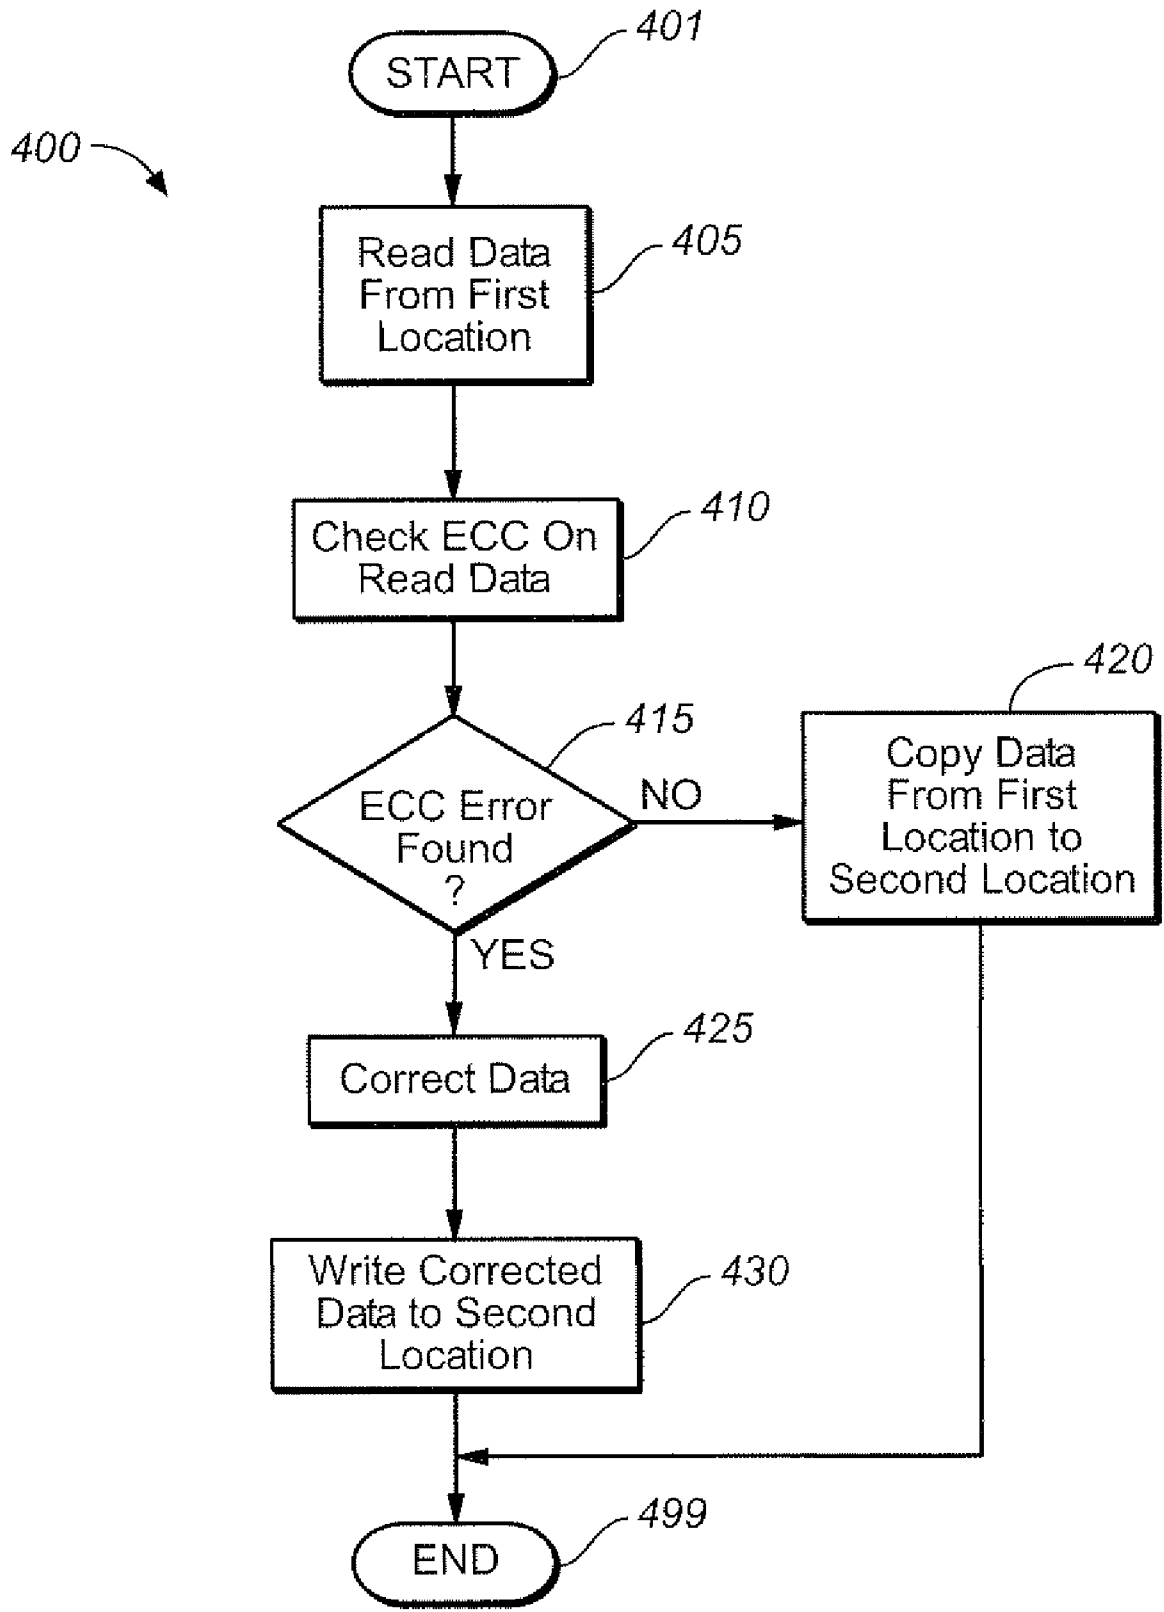 401
START
400
405
Read Data
From First
Location
410
Check ECC On
Read Data
420
415
Copy Data
From First
Location to
Second Location
NO
ECC Error
Found
?
YES
425
Correct Data
430
Write Corrected
Data to Second
Location
499
END